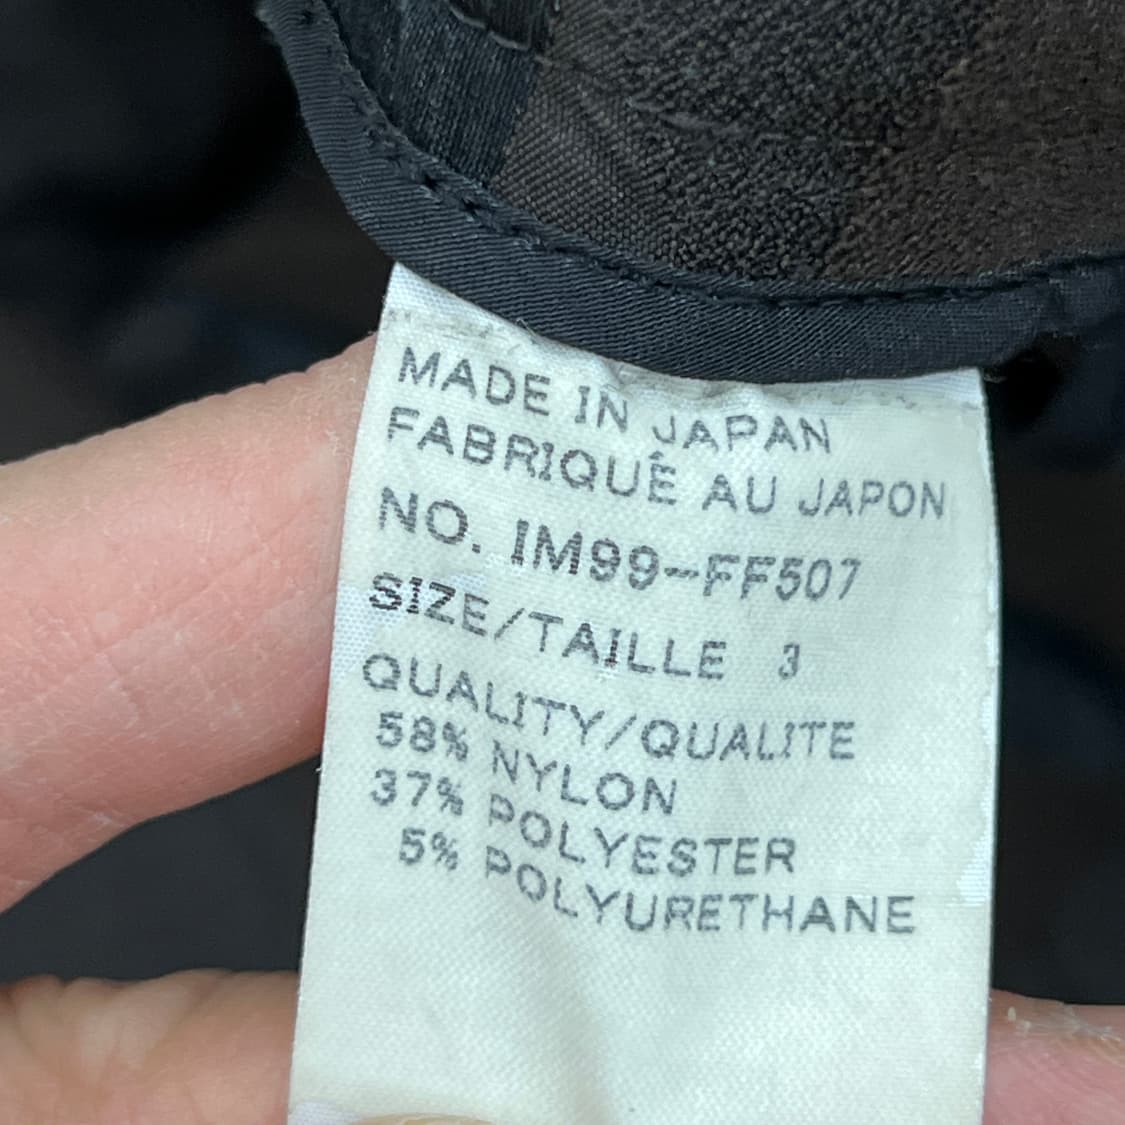 MADE IN JAPAN
FABRIQUÉ AU JAPON
NO. IM99-FF507
SIZE/TAILLE 3
QUALITY/QUALITE
58% NYLON
37% POLYESTER
5% POLYURETHANE